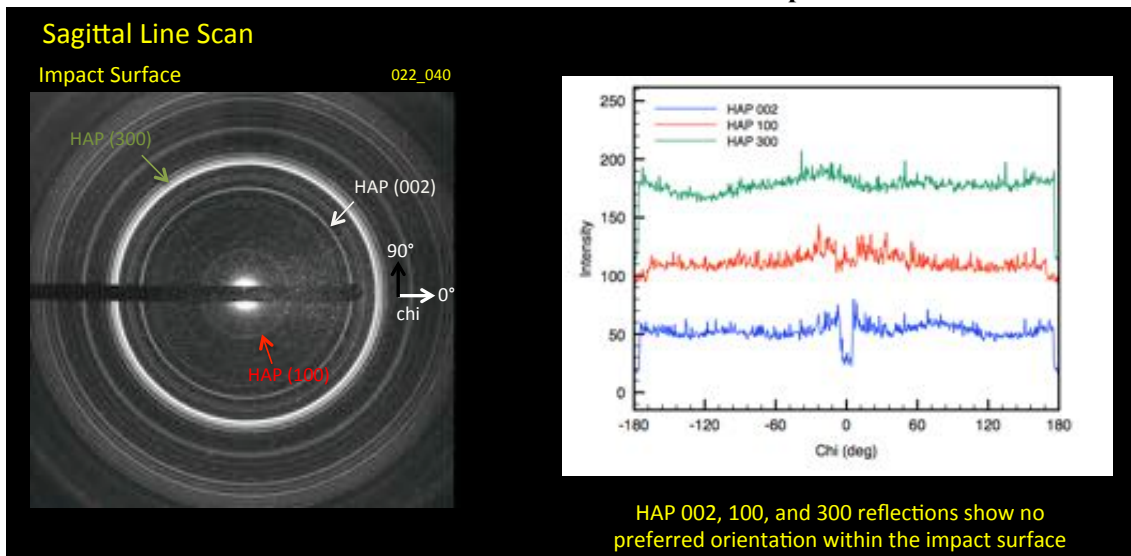 Sagittal Line Scan
Impact Surface
022_040
HAP (300)
HAP (002)
90°
0°
chi
HAP (100)
250
200
150
100
50
0
Intensity
HAP 002
HAP 100
HAP 300
-180 -120 -60 0 60 120 180
Chi (deg)
HAP 002, 100, and 300 reflections show no
preferred orientation within the impact surface